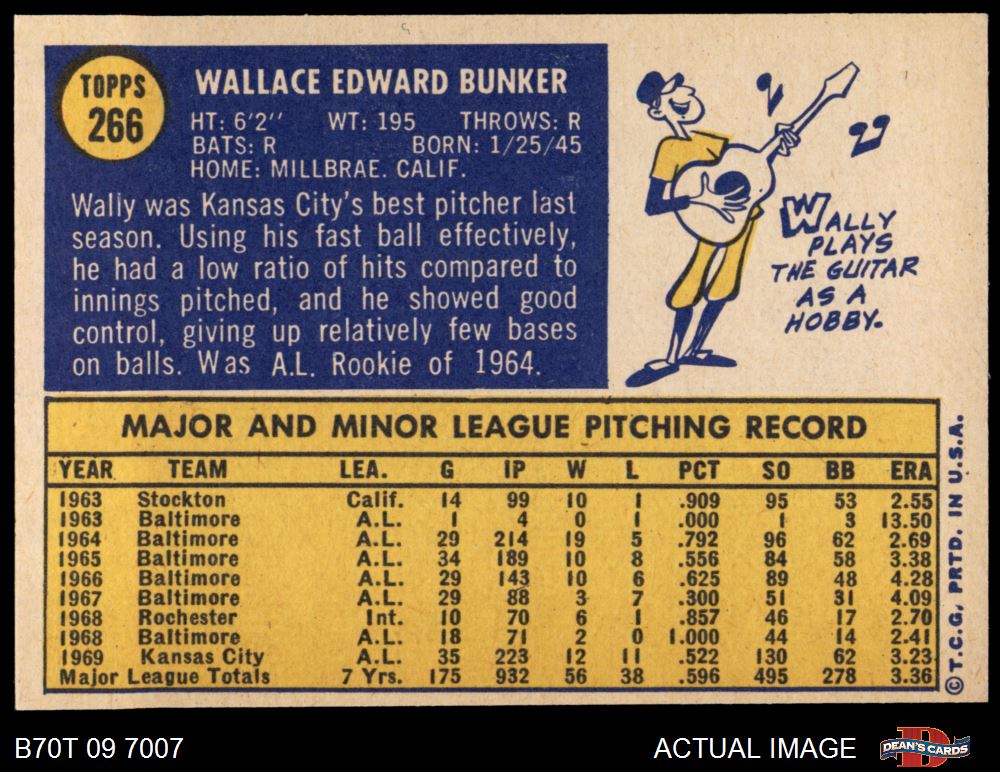 TOPPS
266
WALLACE EDWARD BUNKER
HT: 6'2'' WT: 195 THROWS: R
BATS: R BORN: 1/25/45
HOME: MILLBRAE. CALIF.
Wally was Kansas City's best pitcher last
season. Using his fast ball effectively,
he had a low ratio of hits compared to
innings pitched, and he showed good
control, giving up relatively few bases
on balls. Was A.L. Rookie of 1964.
WALLY
PLAYS
THE GUITAR
AS A
HOBBY.
MAJOR AND MINOR LEAGUE PITCHING RECORD
YEAR TEAM LEA. G IP W L PCT SO BB ERA
1963 Stockton Calif. 14 99 10 1 .909 95 53 2.55
1963 Baltimore A.L. 1 4 0 1 .000 1 3 13.50
1964 Baltimore A.L. 29 214 19 5 .792 96 62 2.69
1965 Baltimore A.L. 34 189 10 8 .556 84 58 3.38
1966 Baltimore A.L. 29 143 10 6 .625 89 48 4.28
1967 Baltimore A.L. 29 88 3 7 .300 51 31 4.09
1968 Rochester Int. 10 70 6 1 .857 46 17 2.70
1968 Baltimore A.L. 18 71 2 0 1.000 44 14 2.41
1969 Kansas City A.L. 35 223 12 11 .522 130 62 3.23
Major League Totals 7 Yrs. 175 932 56 38 .596 495 278 3.36
© T.C.G. PRTD. IN U.S.A.
B70T 09 7007
ACTUAL IMAGE
DEAN'S CARDS